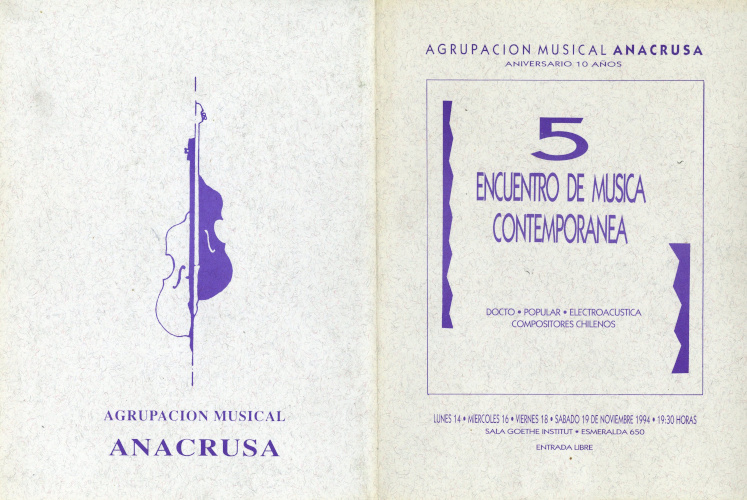 AGRUPACION MUSICAL
ANACRUSA
AGRUPACION MUSICAL ANACRUSA
ANIVERSARIO 10 AÑOS
5
ENCUENTRO DE MUSICA
CONTEMPORANEA
DOCTO • POPULAR • ELECTROACUSTICA
COMPOSITORES CHILENOS
LUNES 14 • MIERCOLES 16 • VIERNES 18 • SABADO 19 DE NOVIEMBRE 1994 • 19:30 HORAS
SALA GOETHE INSTITUT • ESMERALDA 650
ENTRADA LIBRE